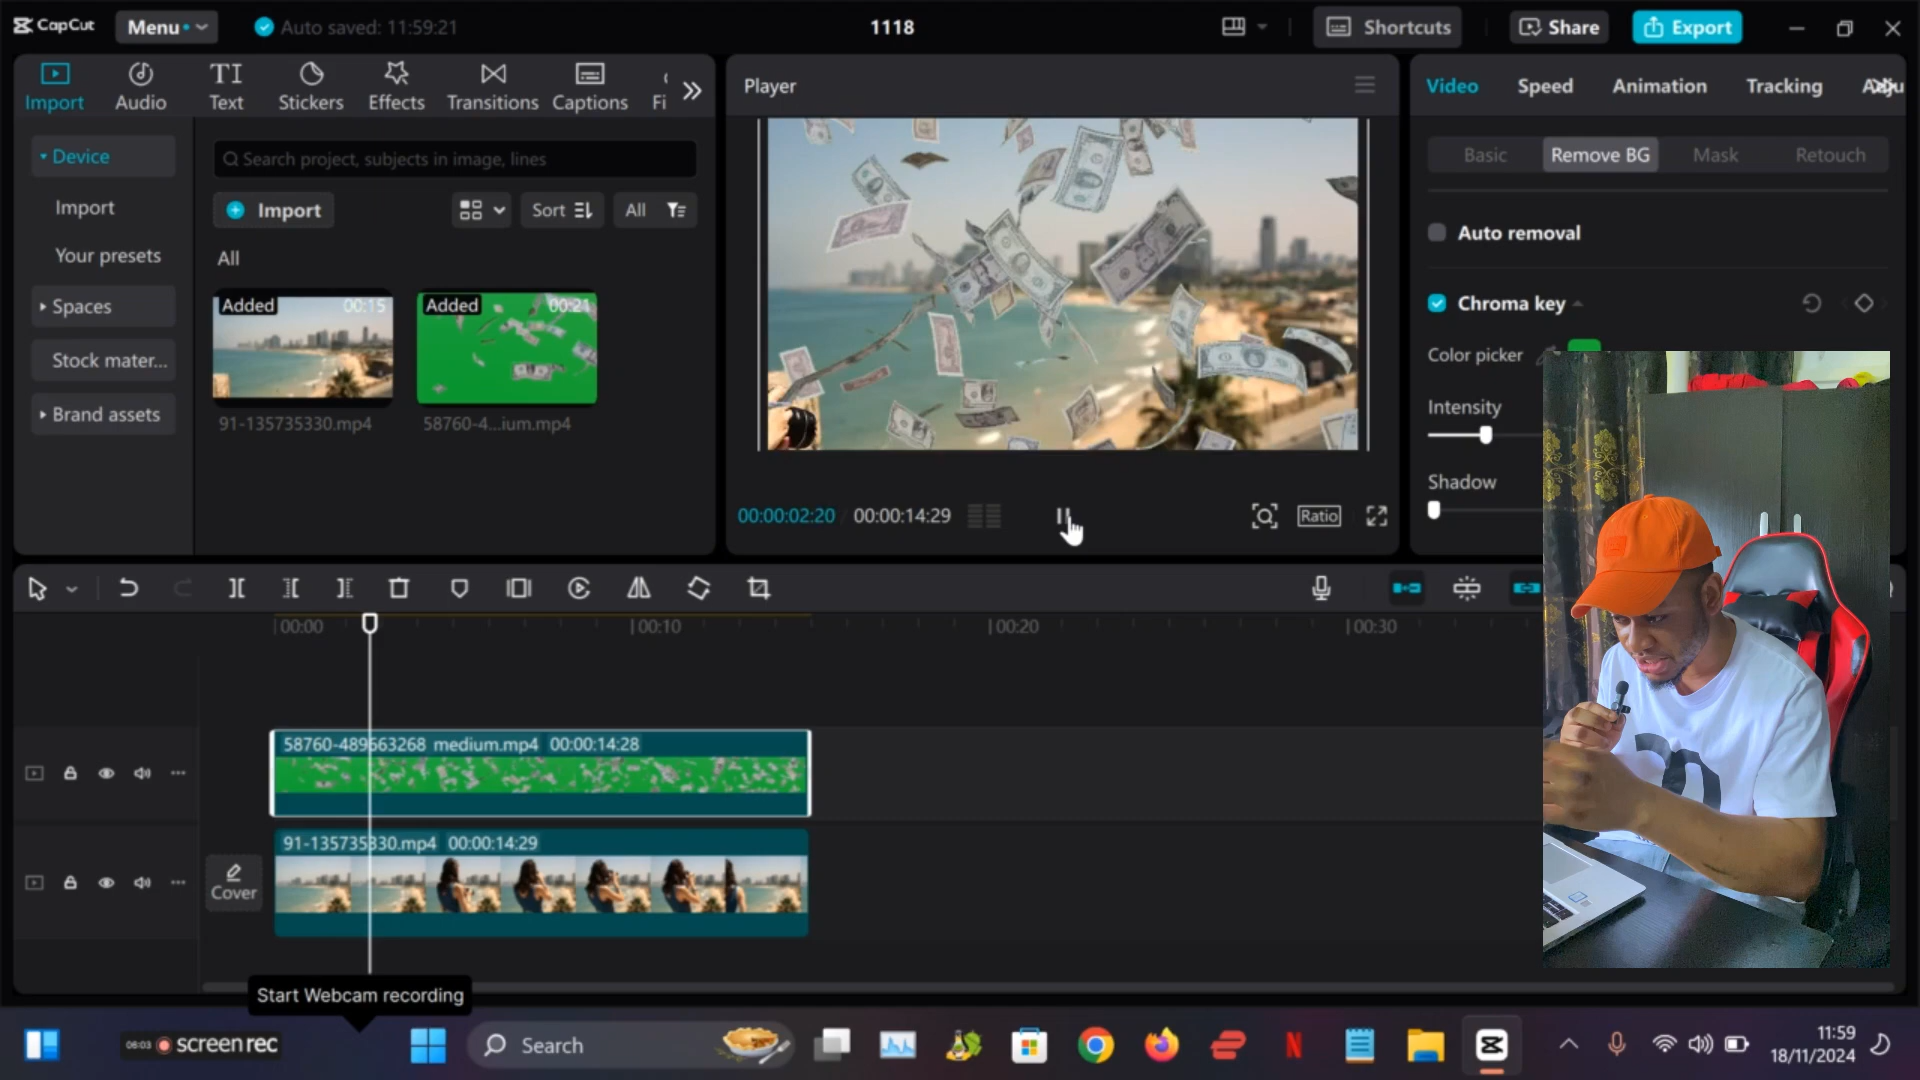 CapCut
Menu
Auto saved: 11:59:21
1118
Shortcuts
Share
Export
Import
Audio
Text
Stickers
Effects
Transitions
Captions
Fi
Player
Video
Speed
Animation
Tracking
Device
Import
Your presets
Spaces
Stock mater...
Brand assets
Search project, subjects in image, lines
Import
Sort
All
All
Added
00:15
91-135735330.mp4
Added
00:21
58760-4...ium.mp4
00:00:02:20
00:00:14:29
Ratio
Basic
Remove BG
Mask
Retouch
Auto removal
Chroma key
Color picker
Intensity
Shadow
00:00
00:10
00:20
00:30
58760-489663268 medium.mp4 00:00:14:28
91-135735330.mp4 00:00:14:29
Cover
Start Webcam recording
06:03
screenrec
Search
11:59
18/11/2024